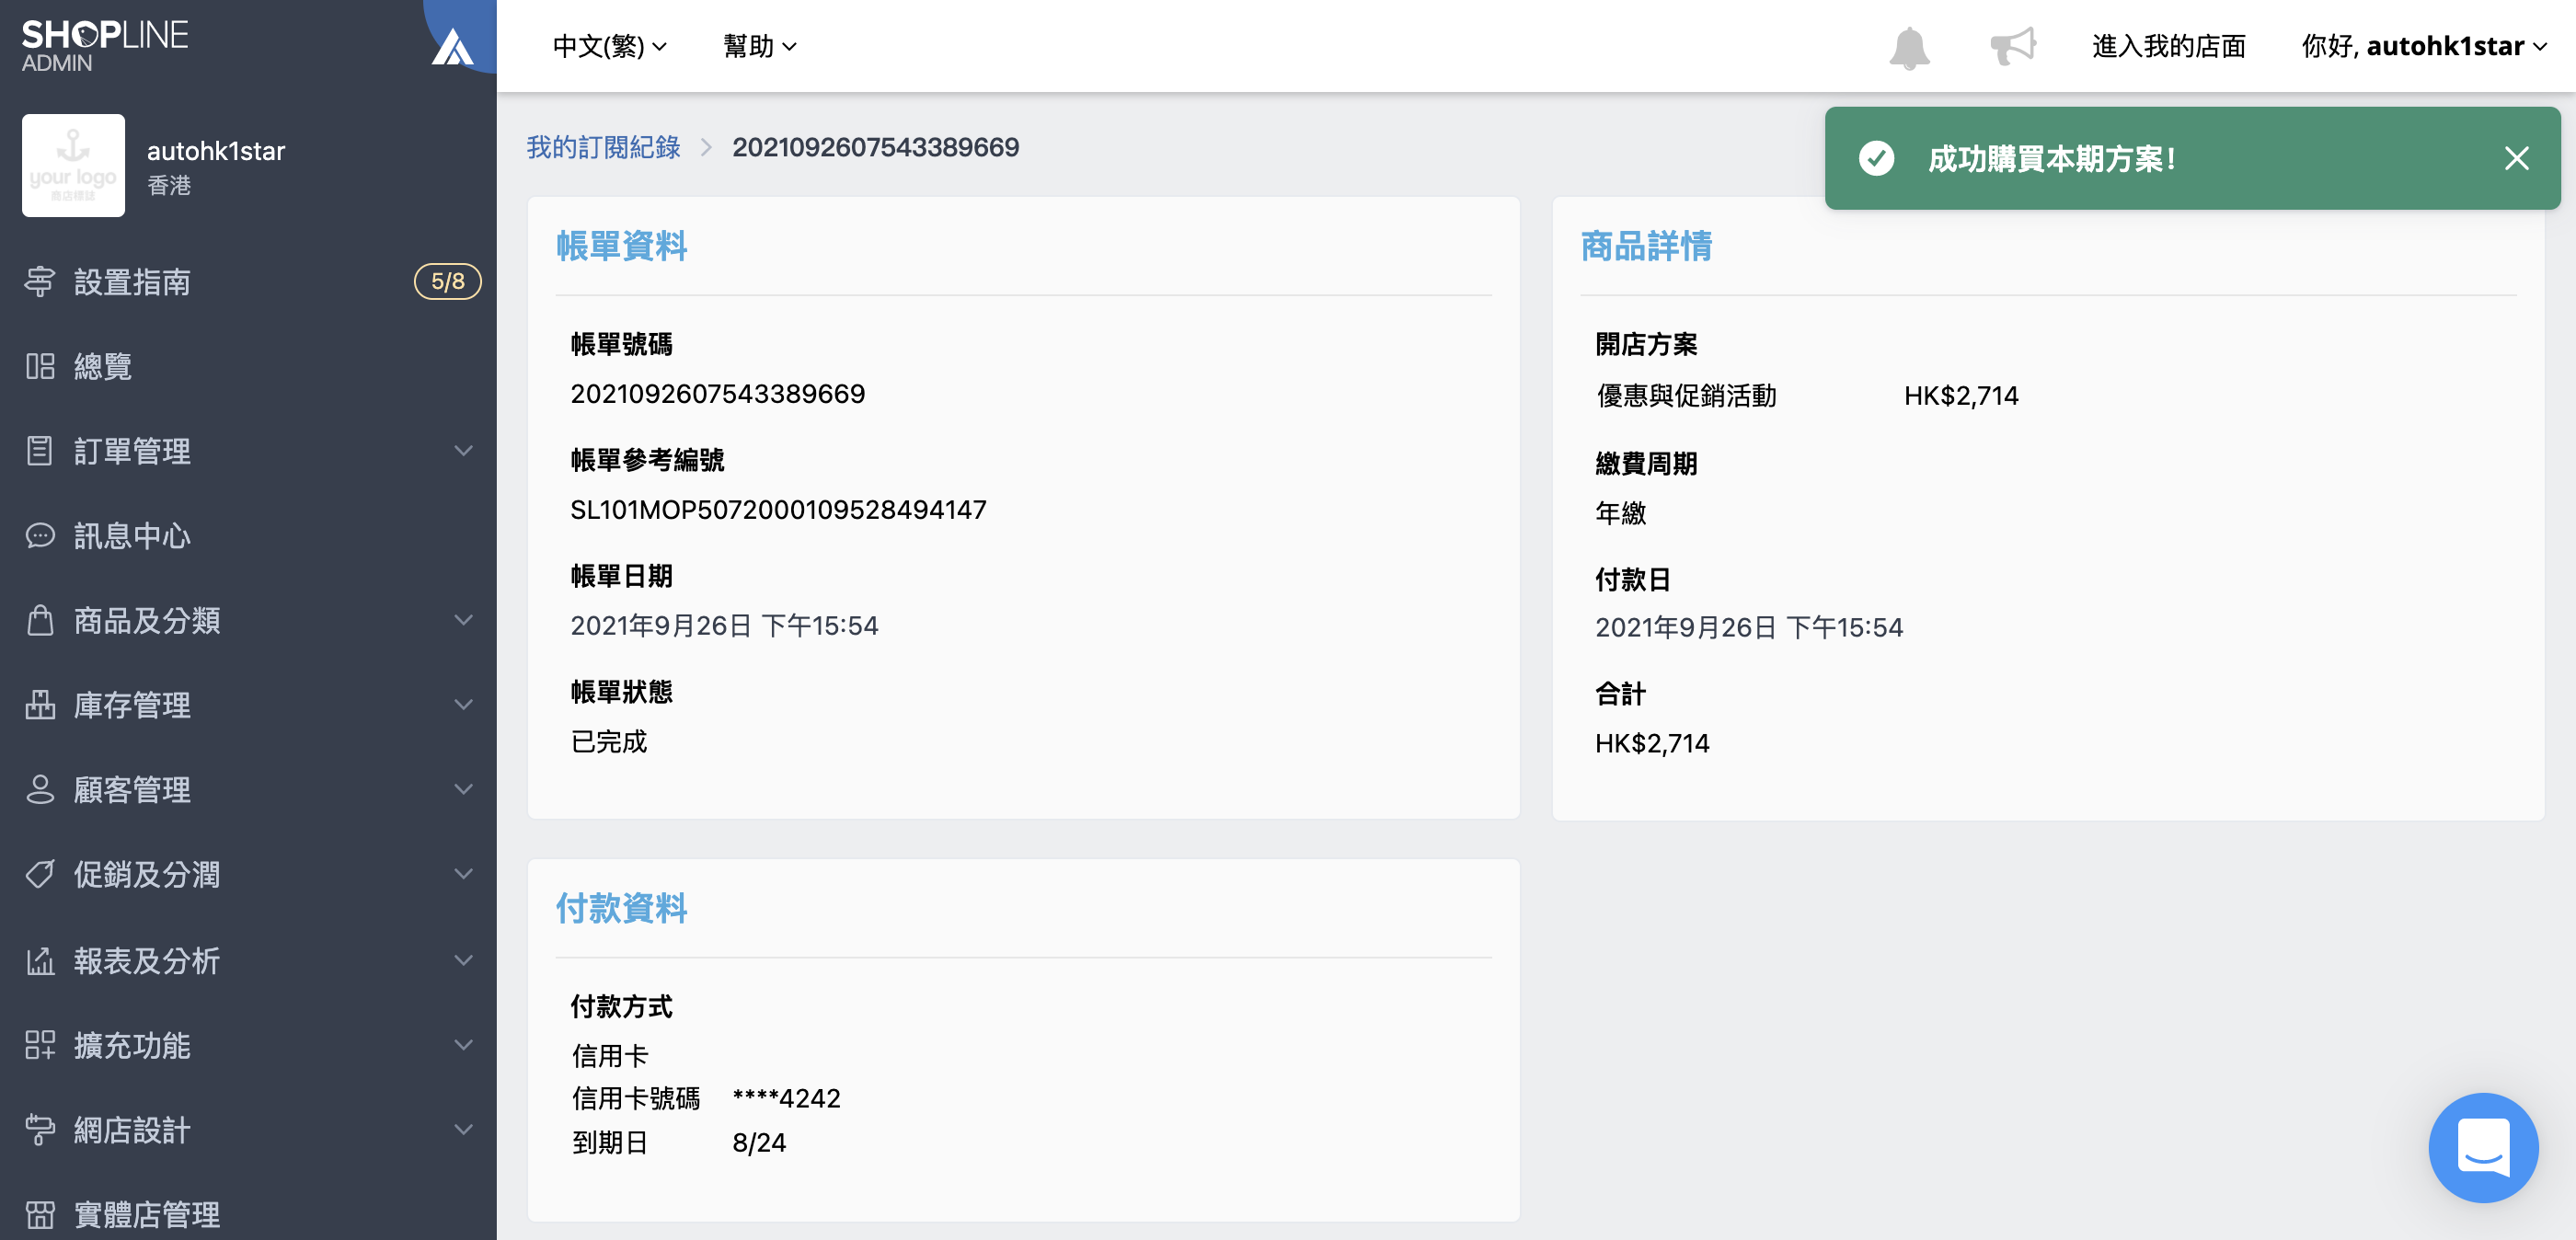 SHOPLINE
ADMIN
中文(繁)
幫助
進入我的店面
你好, autohk1star
your logo
商店標誌
autohk1star
香港
設置指南
5/8
總覽
訂單管理
訊息中心
商品及分類
庫存管理
顧客管理
促銷及分潤
報表及分析
擴充功能
網店設計
實體店管理
我的訂閱紀錄
2021092607543389669
成功購買本期方案!
帳單資料
帳單號碼
2021092607543389669
帳單參考編號
SL101MOP5072000109528494147
帳單日期
2021年9月26日 下午15:54
帳單狀態
已完成
商品詳情
開店方案
優惠與促銷活動 HK$2,714
繳費周期
年繳
付款日
2021年9月26日 下午15:54
合計
HK$2,714
付款資料
付款方式
信用卡
信用卡號碼 ****4242
到期日 8/24